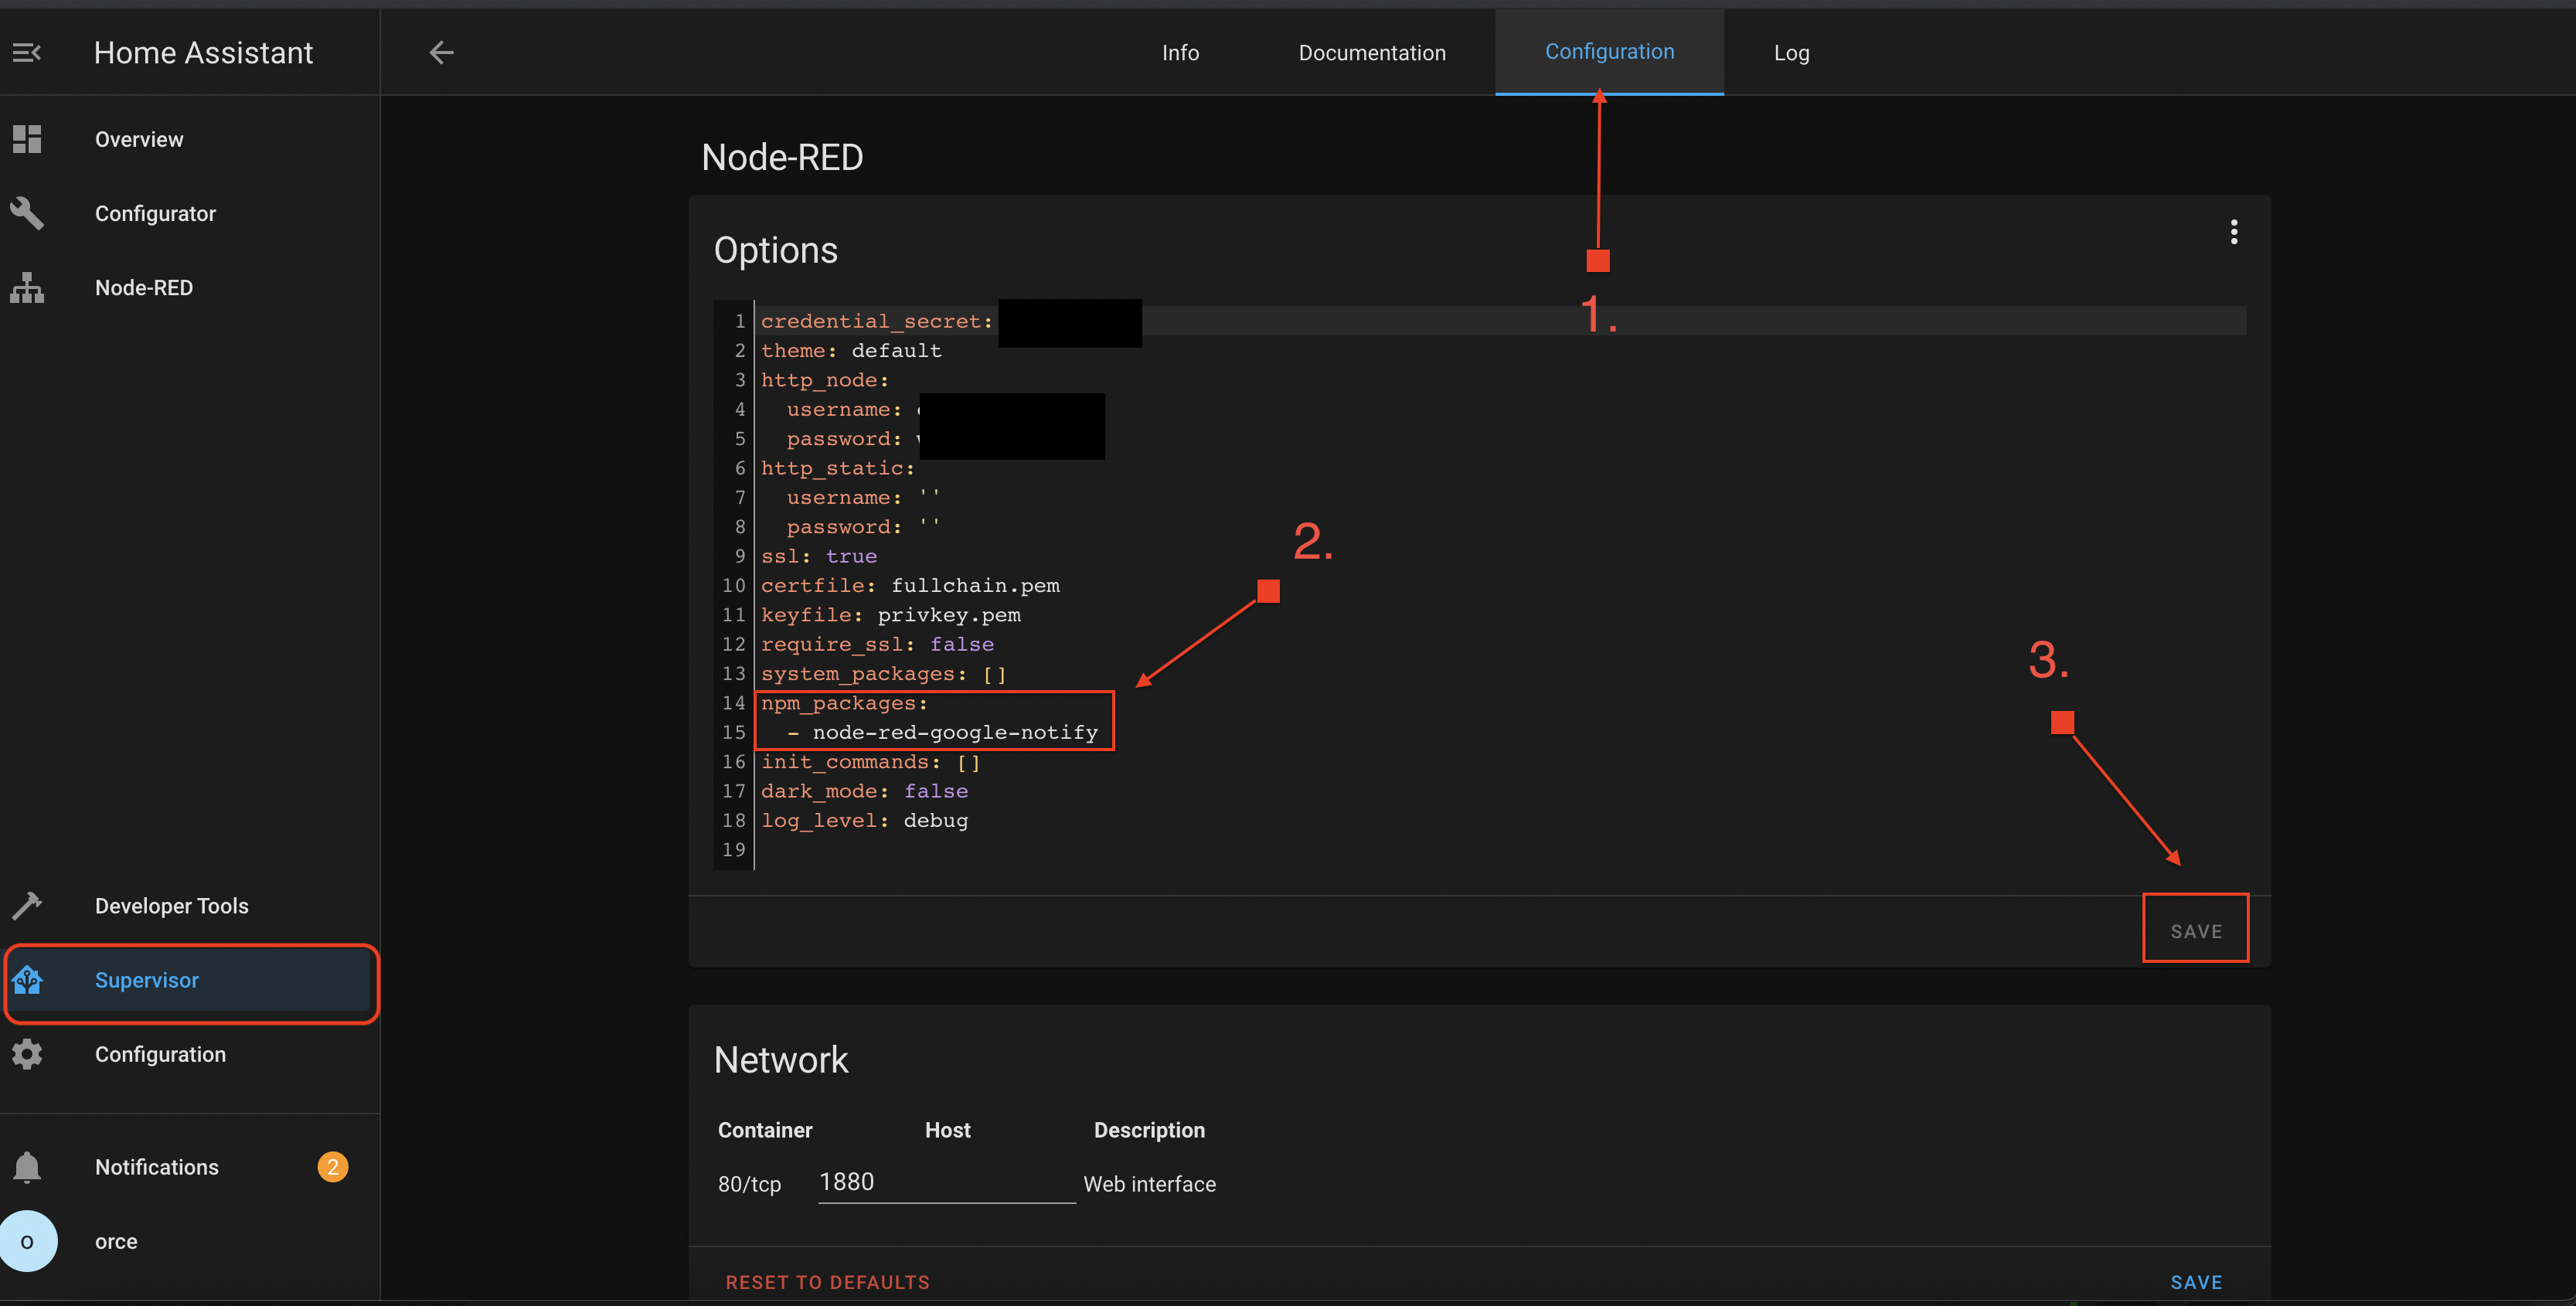 Home Assistant
Info
Documentation
Configuration
Log
Overview
Configurator
Node-RED
Developer Tools
Supervisor
Configuration
Notifications
2
o
orce
Node-RED
Options
1.
1 credential_secret:
2 theme: default
3 http_node:
4 username:
5 password:
6 http_static:
7 username: ''
8 password: ''
9 ssl: true
10 certfile: fullchain.pem
11 keyfile: privkey.pem
12 require_ssl: false
13 system_packages: []
14 npm_packages:
15 - node-red-google-notify
16 init_commands: []
17 dark_mode: false
18 log_level: debug
19
2.
3.
SAVE
Network
Container Host Description
80/tcp 1880 Web interface
RESET TO DEFAULTS
SAVE